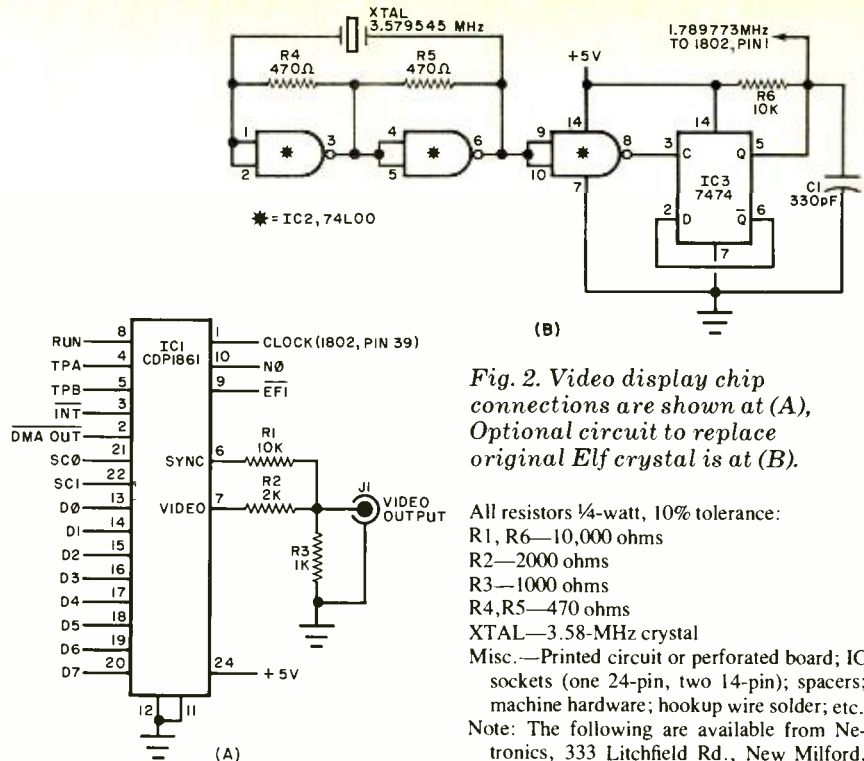 XTAL
3.579545 MHz
R4
470Ω
R5
470Ω
1.789773MHz
TO 1802, PIN 1
+5V
R6
10K
1
2
3
4
5
6
9
10
14
8
7
14
3
C
Q
5
IC3
7474
2
D
Q̅
6
7
C1
330pF
✷ = IC2, 74L00
(B)
IC1
CDP1861
RUN 8
TPA 4
TPB 5
I̅N̅T̅ 3
D̅M̅A̅ O̅U̅T̅ 2
SC0 21
SC1 22
D0 13
D1 14
D2 15
D3 16
D4 17
D5 18
D6 19
D7 20
1 CLOCK (1802, PIN 39)
10 N0
9 E̅F̅1̅
SYNC 6
R1
10K
R2
2K
VIDEO 7
J1
VIDEO
OUTPUT
R3
1K
24 +5V
12 11
(A)
Fig. 2. Video display chip
connections are shown at (A),
Optional circuit to replace
original Elf crystal is at (B).
All resistors ¼-watt, 10% tolerance:
R1, R6—10,000 ohms
R2—2000 ohms
R3—1000 ohms
R4,R5—470 ohms
XTAL—3.58-MHz crystal
Misc.—Printed circuit or perforated board; IC
sockets (one 24-pin, two 14-pin); spacers;
machine hardware; hookup wire solder; etc.
Note: The following are available from Ne-
tronics, 333 Litchfield Rd., New Milford,